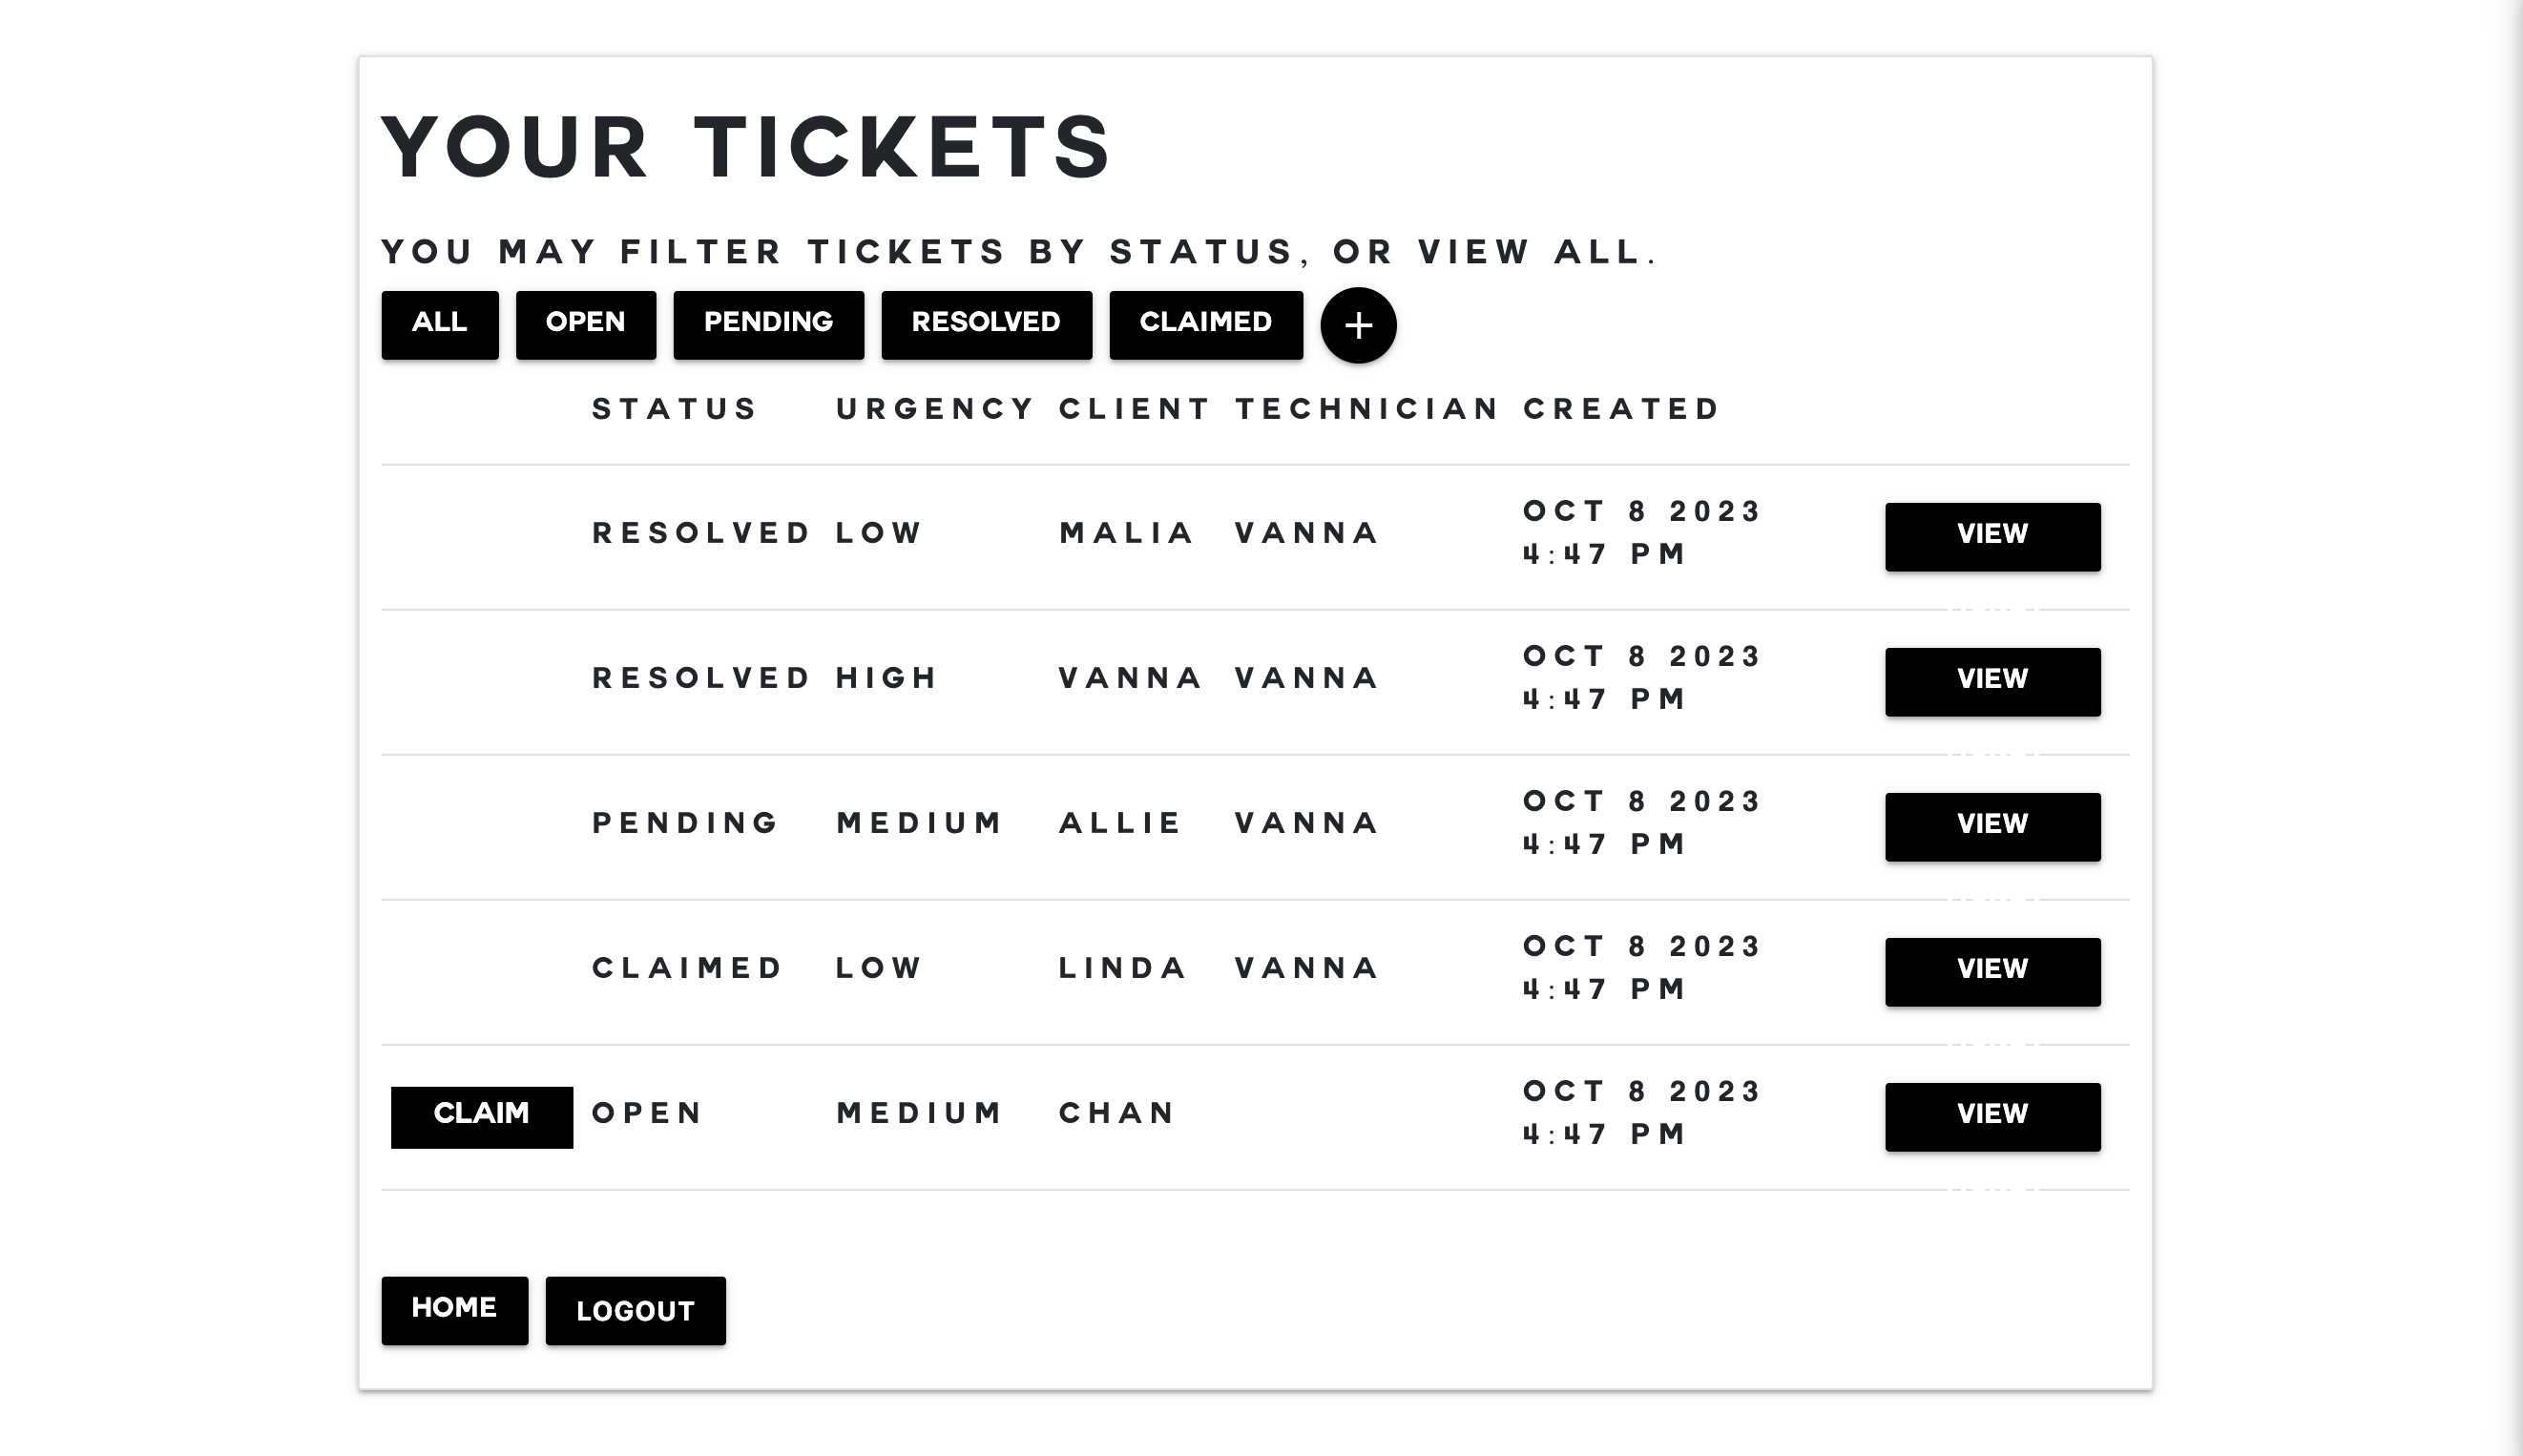 YOUR TICKETS
YOU MAY FILTER TICKETS BY STATUS, OR VIEW ALL.
ALL OPEN PENDING RESOLVED CLAIMED +
STATUS URGENCY CLIENT TECHNICIAN CREATED
RESOLVED LOW MALIA VANNA OCT 8 2023 4:47 PM VIEW
RESOLVED HIGH VANNA VANNA OCT 8 2023 4:47 PM VIEW
PENDING MEDIUM ALLIE VANNA OCT 8 2023 4:47 PM VIEW
CLAIMED LOW LINDA VANNA OCT 8 2023 4:47 PM VIEW
CLAIM OPEN MEDIUM CHAN OCT 8 2023 4:47 PM VIEW
HOME LOGOUT